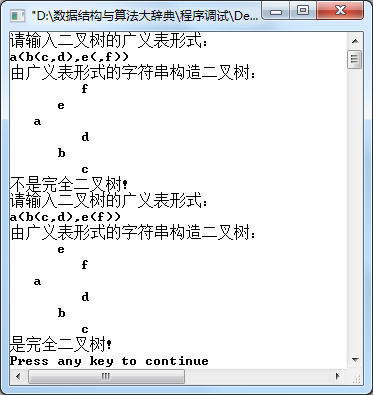 "D:\数据结构与算法大辞典\程序调试\De...
请输入二叉树的广义表形式：
a(b(c,d),e(,f))
由广义表形式的字符串构造二叉树：
f
e
a
d
b
c
不是完全二叉树！
请输入二叉树的广义表形式：
a(b(c,d),e(f))
由广义表形式的字符串构造二叉树：
e
f
a
d
b
c
是完全二叉树！
Press any key to continue